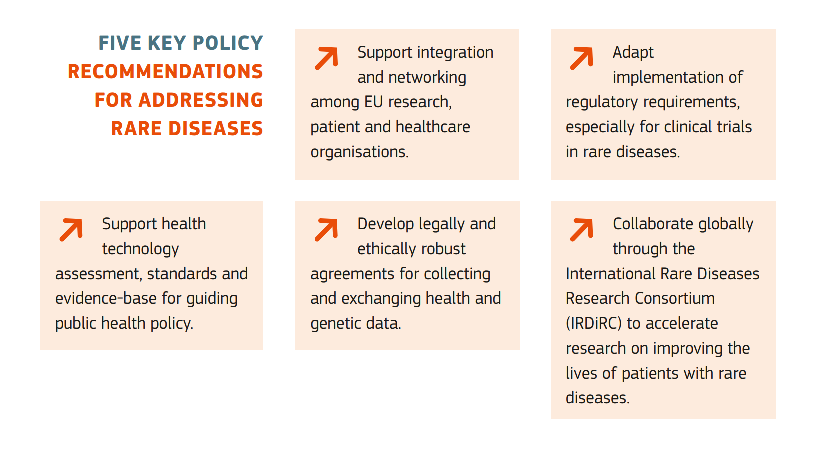 FIVE KEY POLICY
RECOMMENDATIONS
FOR ADDRESSING
RARE DISEASES
Support integration
and networking
among EU research,
patient and healthcare
organisations.
Adapt
implementation of
regulatory requirements,
especially for clinical trials
in rare diseases.
Support health
technology
assessment, standards and
evidence-base for guiding
public health policy.
Develop legally and
ethically robust
agreements for collecting
and exchanging health and
genetic data.
Collaborate globally
through the
International Rare Diseases
Research Consortium
(IRDiRC) to accelerate
research on improving the
lives of patients with rare
diseases.